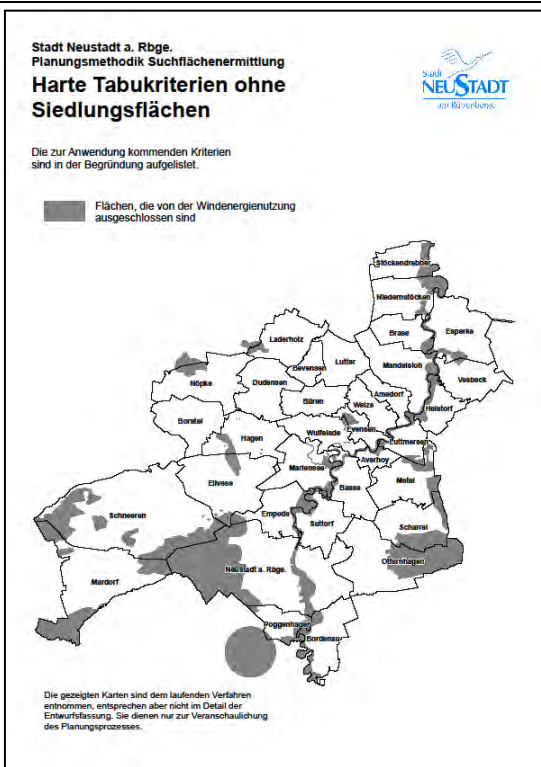 Stadt Neustadt a. Rbge.
Planungsmethodik Suchflächenermittlung
Harte Tabukriterien ohne
Siedlungsflächen
Stadt
NEUSTADT
am Rübenberge
Die zur Anwendung kommenden Kriterien
sind in der Begründung aufgelistet.
Flächen, die von der Windenergienutzung
ausgeschlossen sind
Stöckendrebber
Niedernstöcken
Brase
Esperke
Laderholz
Lutter
Bevensen
Mandelsloh
Vesbeck
Nöpke
Dudensen
Amedorf
Büren
Welze
Helstorf
Borstel
Wulfelade
Evensen
Hagen
Luttmersen
Averhoy
Mariensee
Metel
Eilvese
Basse
Schneeren
Empede
Suttorf
Scharrel
Otternhagen
Neustadt a. Rbge.
Mardorf
Poggenhagen
Bordenau
Die gezeigten Karten sind dem laufenden Verfahren
entnommen, entsprechen aber nicht im Detail der
Entwurfsfassung. Sie dienen nur zur Veranschaulichung
des Planungsprozesses.